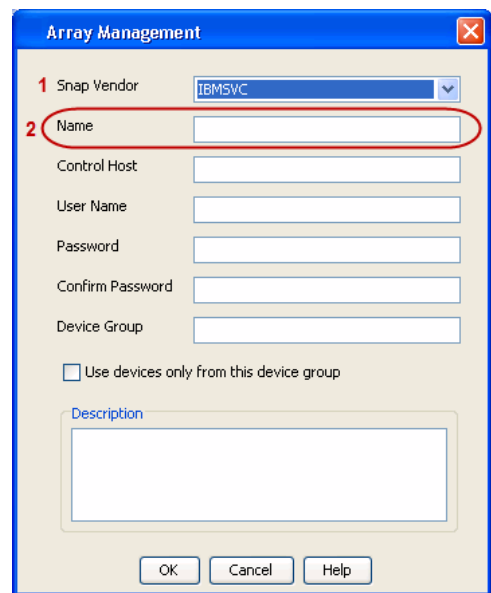 Array Management
1 Snap Vendor IBMSVC
2 Name
Control Host
User Name
Password
Confirm Password
Device Group
Use devices only from this device group
Description
OK Cancel Help